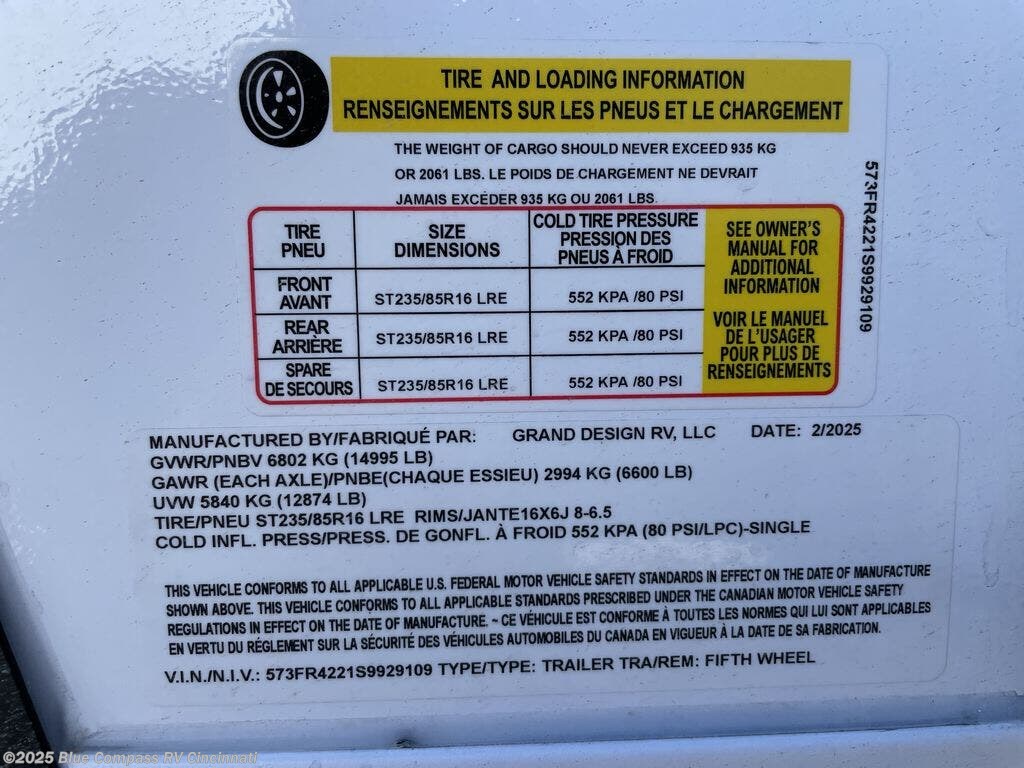 TIRE AND LOADING INFORMATION
RENSEIGNEMENTS SUR LES PNEUS ET LE CHARGEMENT
THE WEIGHT OF CARGO SHOULD NEVER EXCEED 935 KG
OR 2061 LBS. LE POIDS DE CHARGEMENT NE DEVRAIT
JAMAIS EXCÉDER 935 KG OU 2061 LBS.
TIRE
PNEU
SIZE
DIMENSIONS
COLD TIRE PRESSURE
PRESSION DES
PNEUS À FROID
FRONT
AVANT
ST235/85R16 LRE
552 KPA /80 PSI
REAR
ARRIÈRE
ST235/85R16 LRE
552 KPA /80 PSI
SPARE
DE SECOURS
ST235/85R16 LRE
552 KPA /80 PSI
SEE OWNER'S
MANUAL FOR
ADDITIONAL
INFORMATION
VOIR LE MANUEL
DE L'USAGER
POUR PLUS DE
RENSEIGNEMENTS
573FR4221S9929109
MANUFACTURED BY/FABRIQUÉ PAR: GRAND DESIGN RV, LLC DATE: 2/2025
GVWR/PNBV 6802 KG (14995 LB)
GAWR (EACH AXLE)/PNBE(CHAQUE ESSIEU) 2994 KG (6600 LB)
UVW 5840 KG (12874 LB)
TIRE/PNEU ST235/85R16 LRE RIMS/JANTE16X6J 8-6.5
COLD INFL. PRESS/PRESS. DE GONFL. À FROID 552 KPA (80 PSI/LPC)-SINGLE
THIS VEHICLE CONFORMS TO ALL APPLICABLE U.S. FEDERAL MOTOR VEHICLE SAFETY STANDARDS IN EFFECT ON THE DATE OF MANUFACTURE
SHOWN ABOVE. THIS VEHICLE CONFORMS TO ALL APPLICABLE STANDARDS PRESCRIBED UNDER THE CANADIAN MOTOR VEHICLE SAFETY
REGULATIONS IN EFFECT ON THE DATE OF MANUFACTURE. ~ CE VÉHICULE EST CONFORME À TOUTES LES NORMES QUI LUI SONT APPLICABLES
EN VERTU DU RÉGLEMENT SUR LA SÉCURITÉ DES VÉHICULES AUTOMOBILES DU CANADA EN VIGUEUR À LA DATE DE SA FABRICATION.
V.I.N./N.I.V.: 573FR4221S9929109 TYPE/TYPE: TRAILER TRA/REM: FIFTH WHEEL
©2025 Blue Compass RV Cincinnati